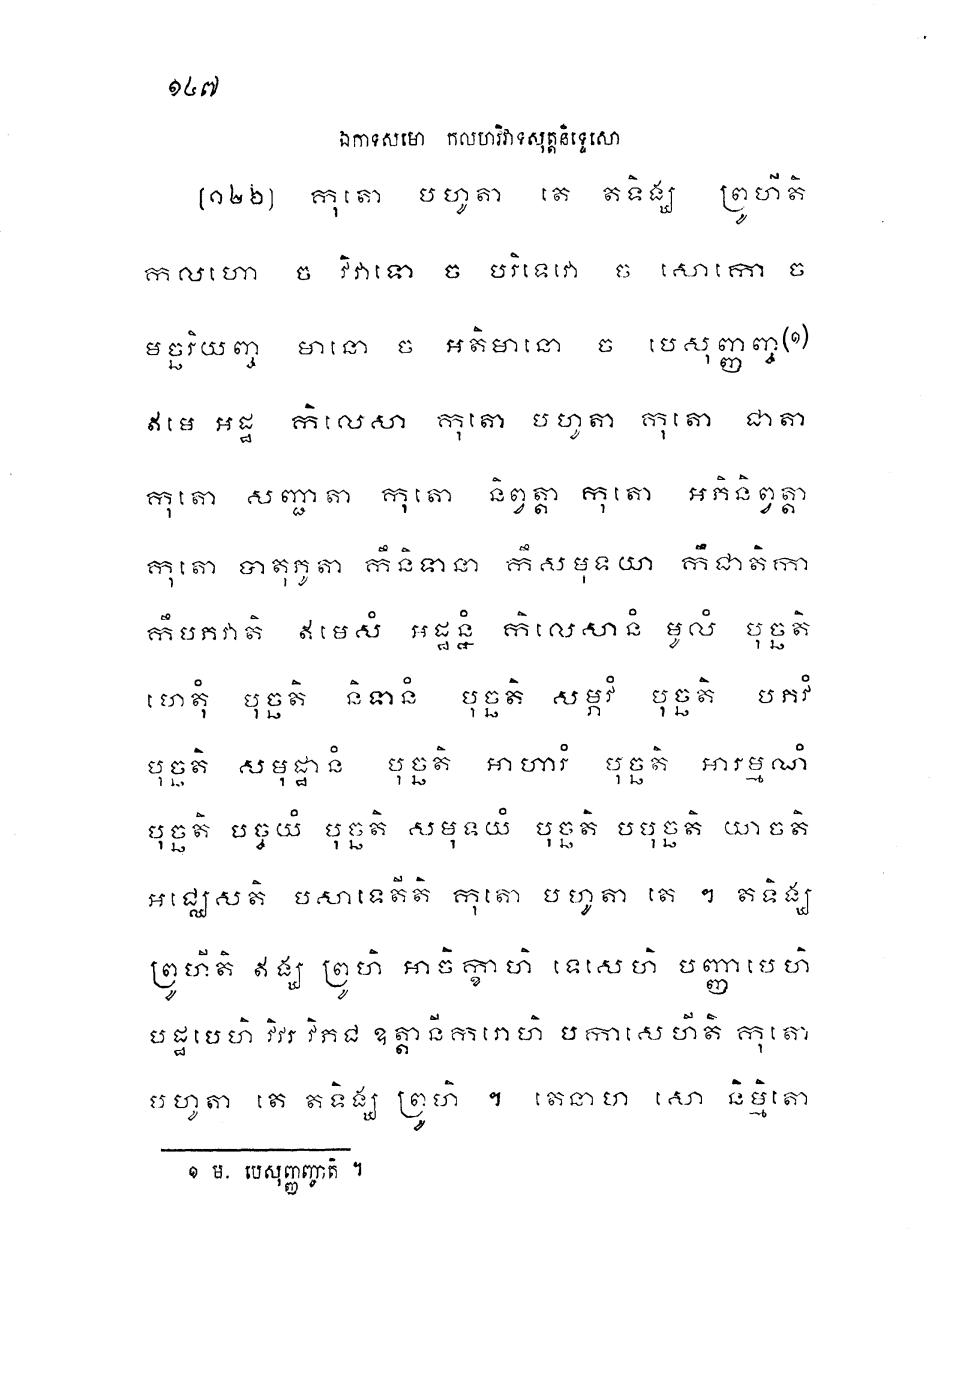 ១៤៧
ឯកាទសមោ កលហវិវាទសុត្តនិទ្ទេសោ
[១២២] កុតោ បហូតា តេ តទិង្ឃ ព្រូហីតិ
កលហោ ច វិវាទោ ច បរិទេវោ ច សោកោ ច
មច្ឆរិយញ្ច មានោ ច អតិមានោ ច បេសុញ្ញញ្ច(១)
ឥមេ អដ្ឋ កិលេសា កុតោ បហូតា កុតោ ជាតា
កុតោ សញ្ជាតា កុតោ និព្វត្តា កុតោ អភិនិព្វត្តា
កុតោ បាតុភូតា កឹនិទានា កឹសមុទយា កឹជាតិកា
កឹបភវាតិ ឥមេសំ អដ្ឋន្នំ កិលេសានំ មូលំ បុច្ឆតិ
ហេតុំ បុច្ឆតិ និទានំ បុច្ឆតិ សម្ភវំ បុច្ឆតិ បភវំ
បុច្ឆតិ សមុដ្ឋានំ បុច្ឆតិ អាហារំ បុច្ឆតិ អារម្មណំ
បុច្ឆតិ បច្ចយំ បុច្ឆតិ សមុទយំ បុច្ឆតិ បបុច្ឆតិ យាចតិ
អជ្ឈេសតិ បសាទេតីតិ កុតោ បហូតា តេ ។ តទិង្ឃ
ព្រូហីតិ ឥង្ឃ ព្រូហិ អាចិក្ខាហិ ទេសេហិ បញ្ញាបេហិ
បដ្ឋបេហិ វិវរ វិភជ ឧត្តានីករោហិ បកាសេហីតិ កុតោ
បហូតា តេ តទិង្ឃ ព្រូហិ ។ តេនាហ សោ និម្មិតោ
១ ម. បេសុញ្ញញ្ចាតិ ។